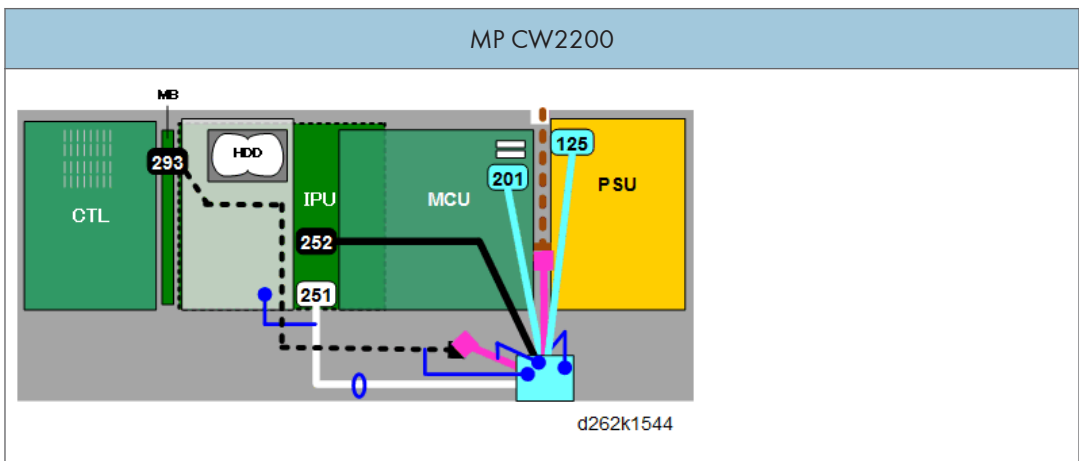 MP CW2200
MB
293
HDD
125
201
CTL
IPU
MCU
PSU
252
251
d262k1544